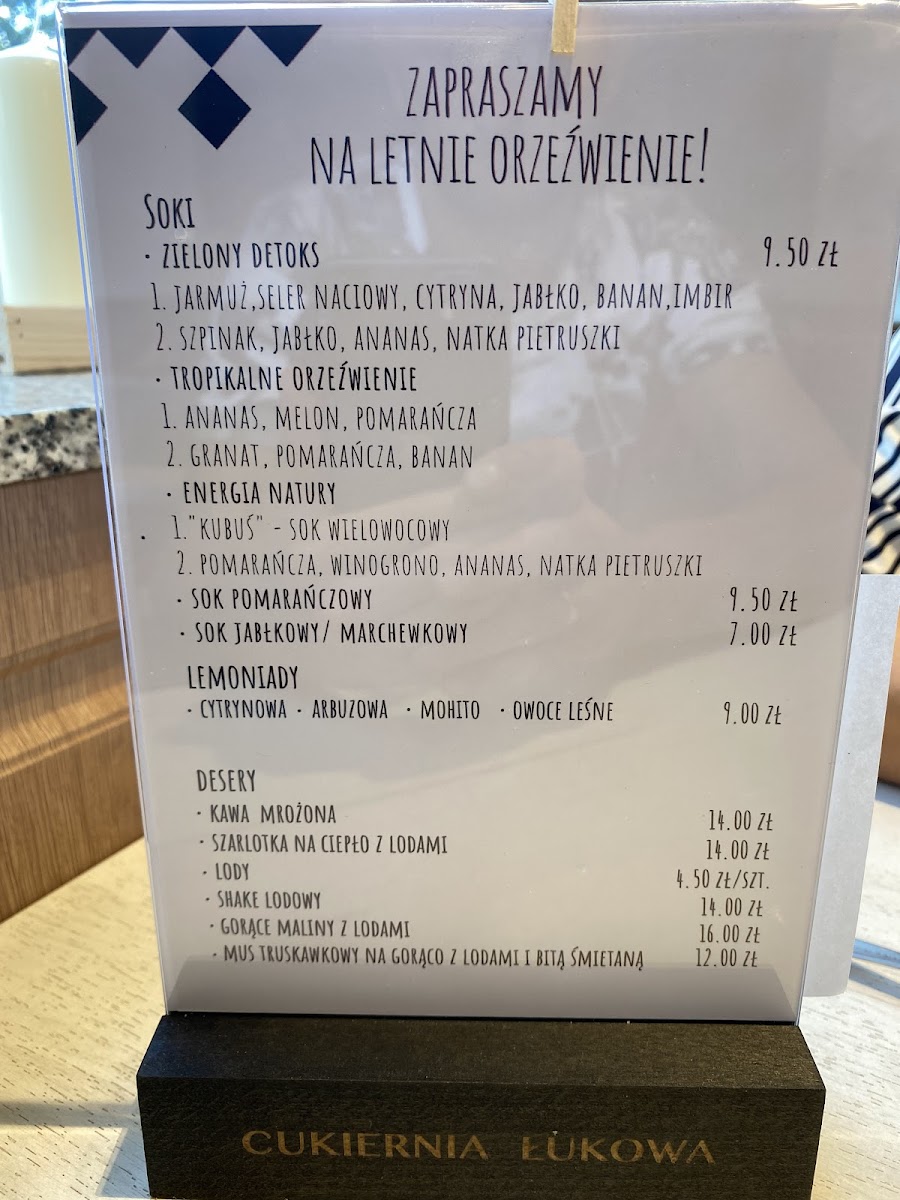 ZAPRASZAMY
NA LETNIE ORZEŹWIENIE!
SOKI
· ZIELONY DETOKS 9.50 ZŁ
1. JARMUŻ,SELER NACIOWY, CYTRYNA, JABŁKO, BANAN,IMBIR
2. SZPINAK, JABŁKO, ANANAS, NATKA PIETRUSZKI
· TROPIKALNE ORZEŹWIENIE
1. ANANAS, MELON, POMARAŃCZA
2. GRANAT, POMARAŃCZA, BANAN
· ENERGIA NATURY
· 1."KUBUŚ" - SOK WIELOWOCOWY
2. POMARAŃCZA, WINOGRONO, ANANAS, NATKA PIETRUSZKI
· SOK POMARAŃCZOWY 9.50 ZŁ
· SOK JABŁKOWY/ MARCHEWKOWY 7.00 ZŁ
LEMONIADY
· CYTRYNOWA · ARBUZOWA · MOHITO · OWOCE LEŚNE 9.00 ZŁ
DESERY
· KAWA MROŻONA 14.00 ZŁ
· SZARLOTKA NA CIEPŁO Z LODAMI 14.00 ZŁ
· LODY 4.50 ZŁ/SZT.
· SHAKE LODOWY 14.00 ZŁ
· GORĄCE MALINY Z LODAMI 16.00 ZŁ
· MUS TRUSKAWKOWY NA GORĄCO Z LODAMI I BITĄ ŚMIETANĄ 12.00 ZŁ
CUKIERNIA ŁUKOWA